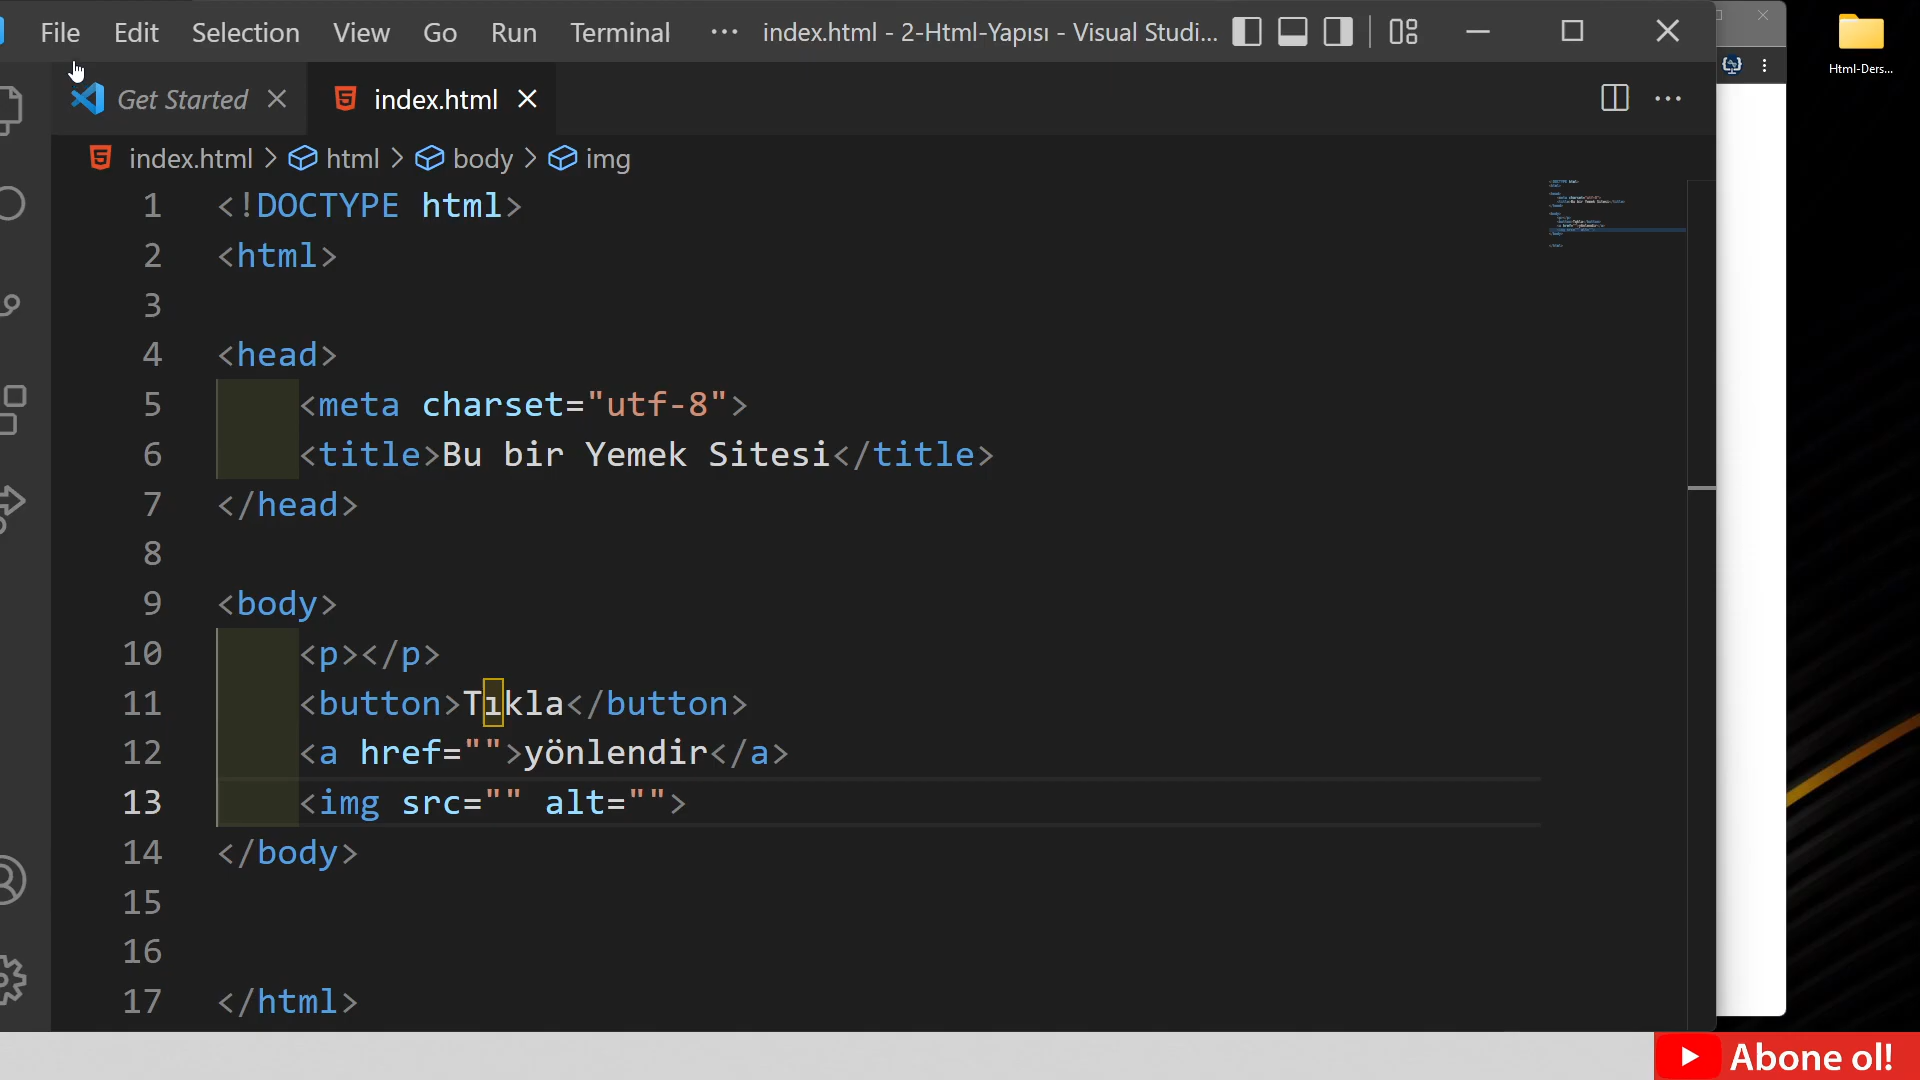 File Edit Selection View Go Run Terminal ··· index.html - 2-Html-Yapısı - Visual Studi...
Html-Ders...
Get Started index.html
index.html > html > body > img
1 <!DOCTYPE html>
2 <html>
3
4 <head>
5 <meta charset="utf-8">
6 <title>Bu bir Yemek Sitesi</title>
7 </head>
8
9 <body>
10 <p></p>
11 <button>Tıkla</button>
12 <a href="">yönlendir</a>
13 <img src="" alt="">
14 </body>
15
16
17 </html>
Abone ol!